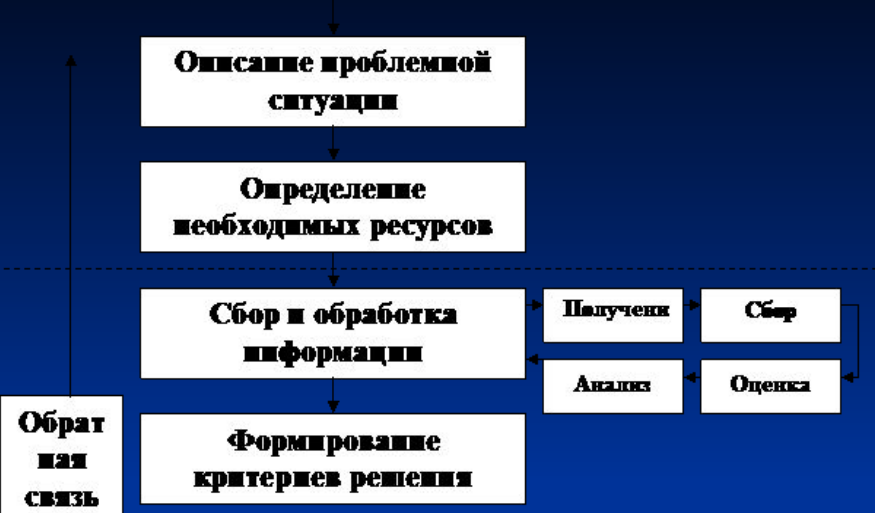 Описание проблемной
ситуации
Определение
необходимых ресурсов
Сбор и обработка
информации
Получени
Сбор
Анализ
Оценка
Формирование
критериев решения
Обрат
ная
связь